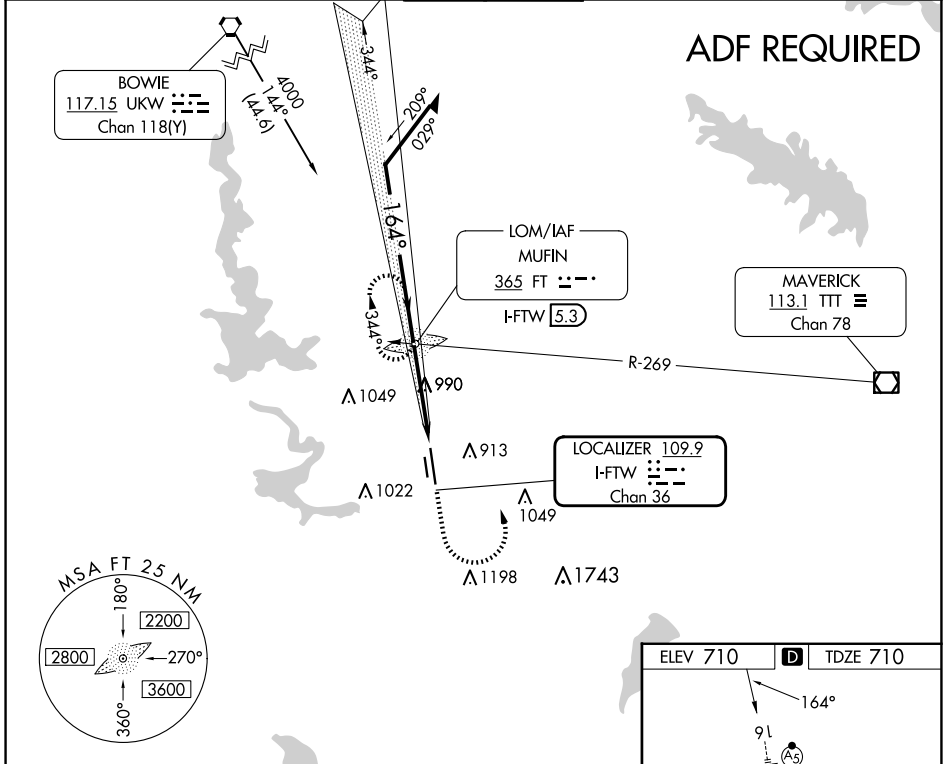 ADF REQUIRED
BOWIE
117.15 UKW
Chan 118(Y)
4000
144°
(44.6)
344°
209°
029°
164°
LOM/IAF
MUFIN
365 FT
I-FTW 5.3
MAVERICK
113.1 TTT
Chan 78
344°
R-269
1049
990
913
LOCALIZER 109.9
I-FTW
Chan 36
1022
1049
1198
1743
MSA FT 25 NM
180°
2200
2800
270°
3600
360°
ELEV 710
D
TDZE 710
164°
16
A5